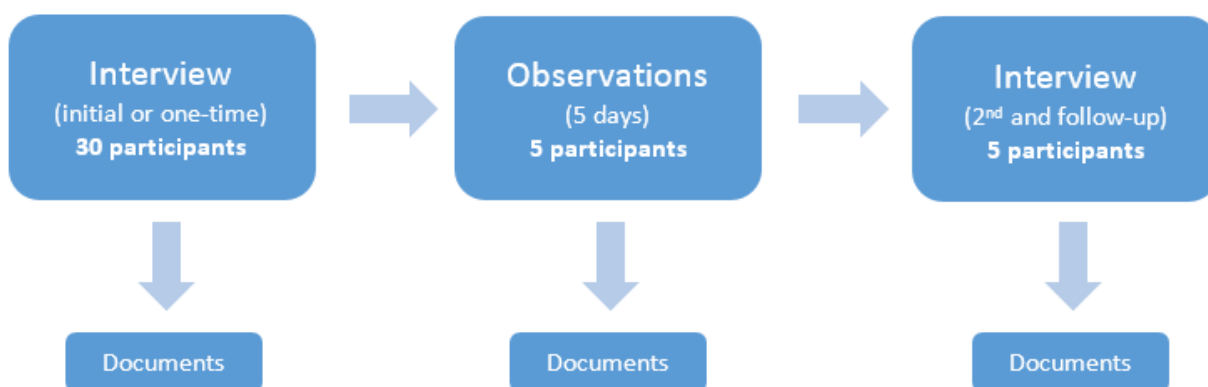 Interview
(initial or one-time)
30 participants
Observations
(5 days)
5 participants
Interview
(2nd and follow-up)
5 participants
Documents
Documents
Documents